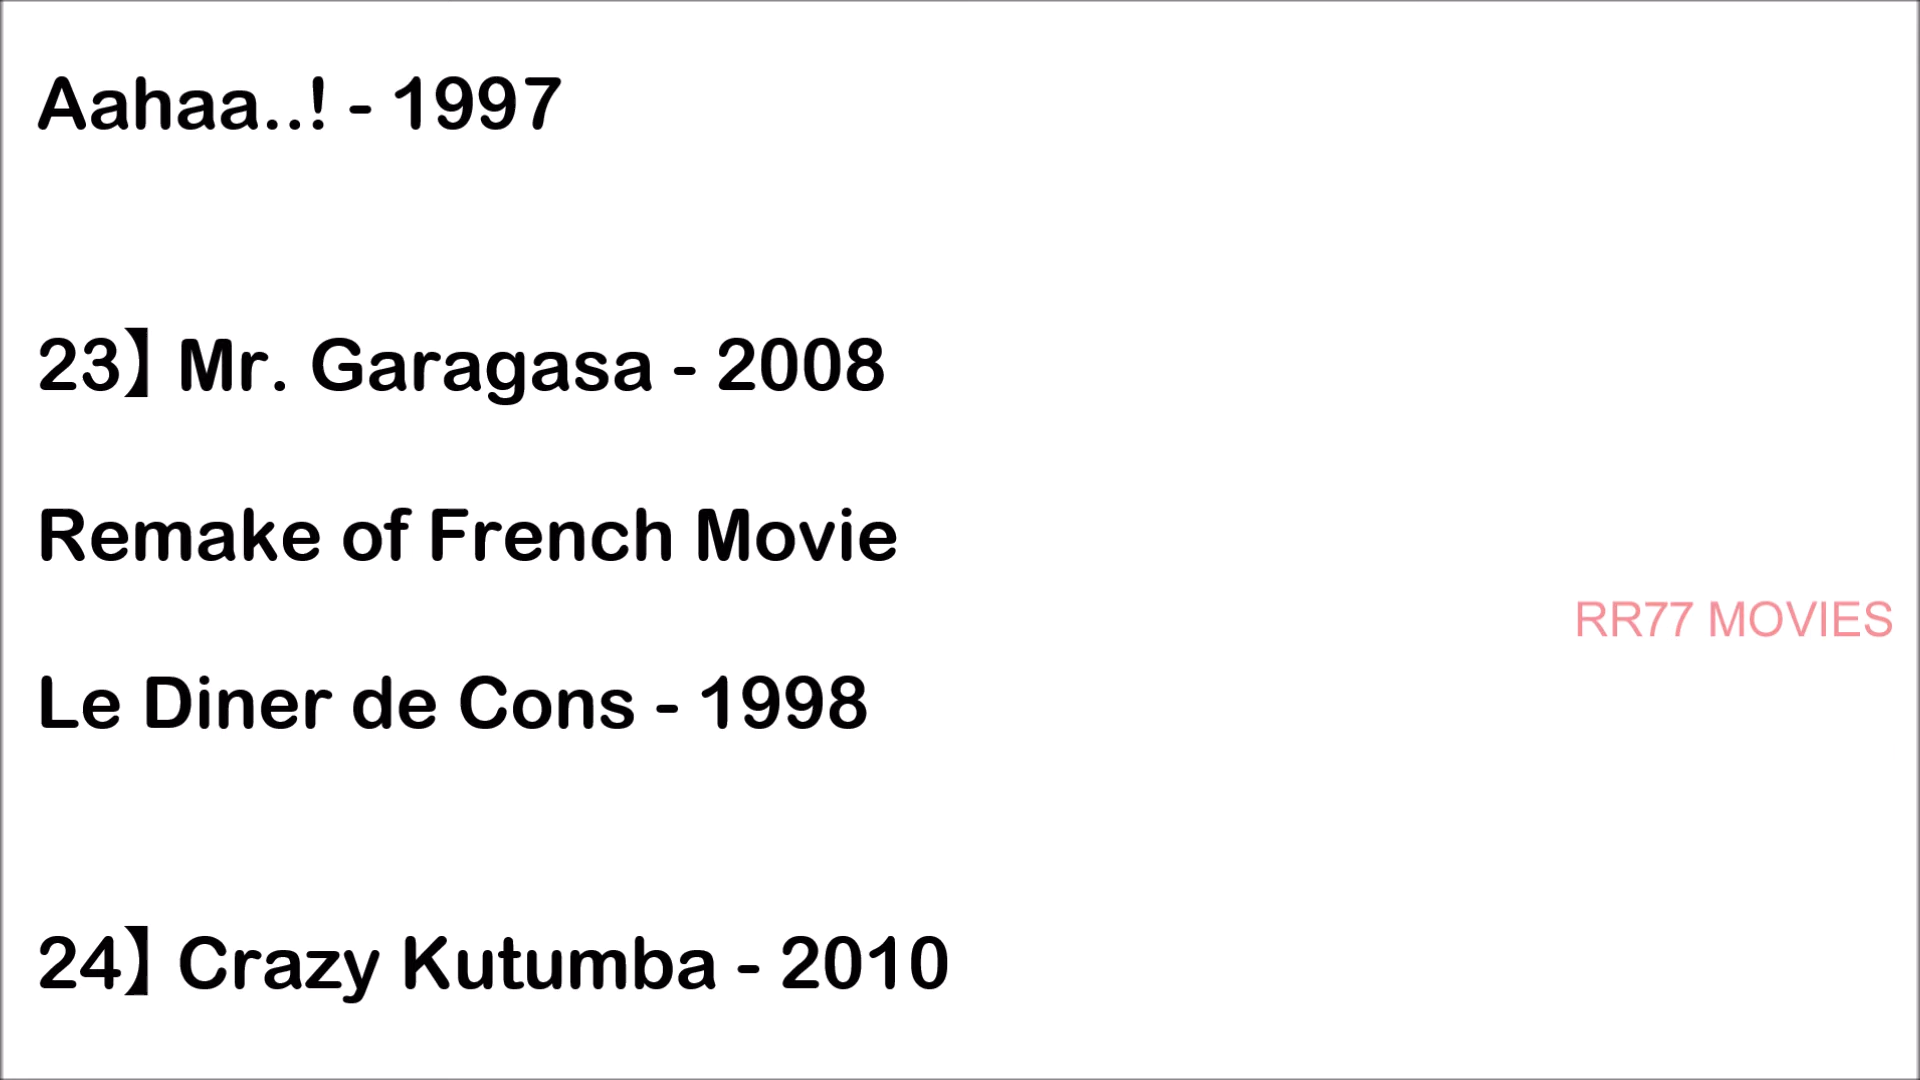 Aahaa..! - 1997
23】 Mr. Garagasa - 2008
Remake of French Movie
RR77 MOVIES
Le Diner de Cons - 1998
24】 Crazy Kutumba - 2010